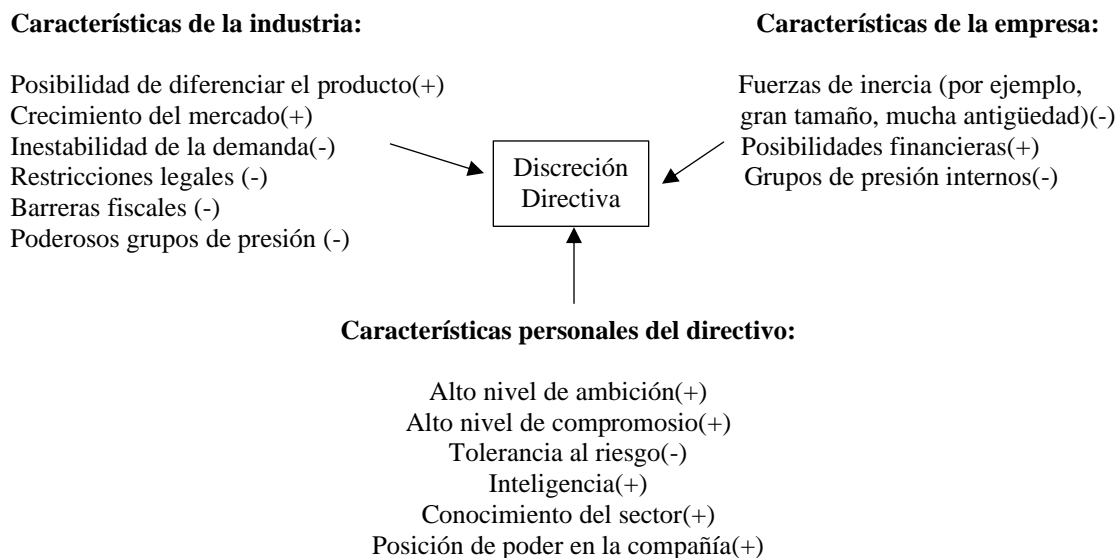 Características de la industria:
Posibilidad de diferenciar el producto(+)
Crecimiento del mercado(+)
Inestabilidad de la demanda(-)
Restricciones legales (-)
Barreras fiscales (-)
Poderosos grupos de presión (-)
Características de la empresa:
Fuerzas de inercia (por ejemplo,
gran tamaño, mucha antigüedad)(-)
Posibilidades financieras(+)
Grupos de presión internos(-)
Discreción
Directiva
Características personales del directivo:
Alto nivel de ambición(+)
Alto nivel de compromosio(+)
Tolerancia al riesgo(-)
Inteligencia(+)
Conocimiento del sector(+)
Posición de poder en la compañía(+)